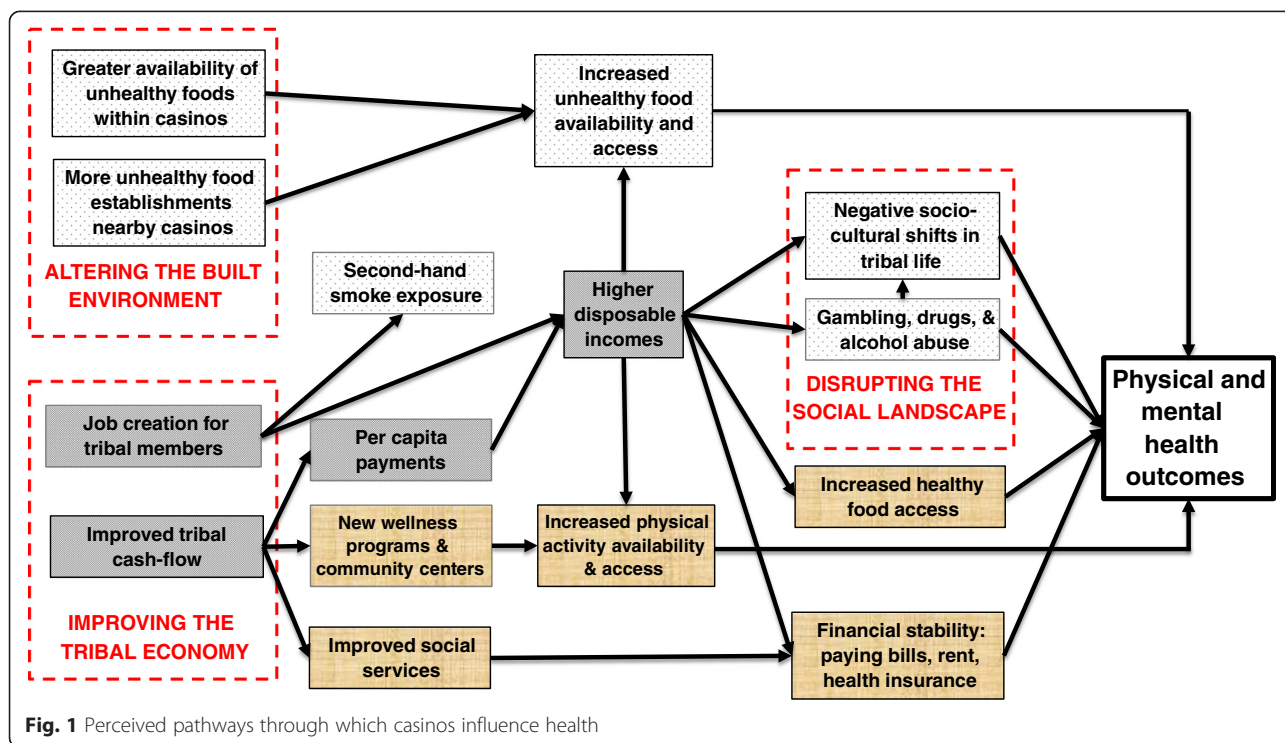 Greater availability of
unhealthy foods
within casinos
More unhealthy food
establishments
nearby casinos
ALTERING THE BUILT
ENVIRONMENT
Increased
unhealthy food
availability and
access
Second-hand
smoke exposure
Higher
disposable
incomes
Negative socio-
cultural shifts in
tribal life
Gambling, drugs, &
alcohol abuse
DISRUPTING THE
SOCIAL LANDSCAPE
Physical and
mental
health
outcomes
Job creation for
tribal members
Improved tribal
cash-flow
IMPROVING THE
TRIBAL ECONOMY
Per capita
payments
New wellness
programs &
community centers
Improved social
services
Increased physical
activity availability
& access
Increased healthy
food access
Financial stability:
paying bills, rent,
health insurance
Fig. 1 Perceived pathways through which casinos influence health